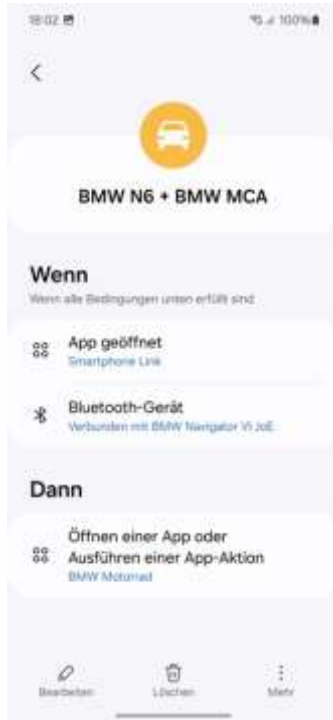 18:02
100%
BMW N6 + BMW MCA
Wenn
Wenn alle Bedingungen unten erfüllt sind
App geöffnet
Smartphone Link
Bluetooth-Gerät
Verbunden mit BMW Navigator VI JoE
Dann
Öffnen einer App oder
Ausführen einer App-Aktion
BMW Motorrad
Bearbeiten
Löschen
Mehr